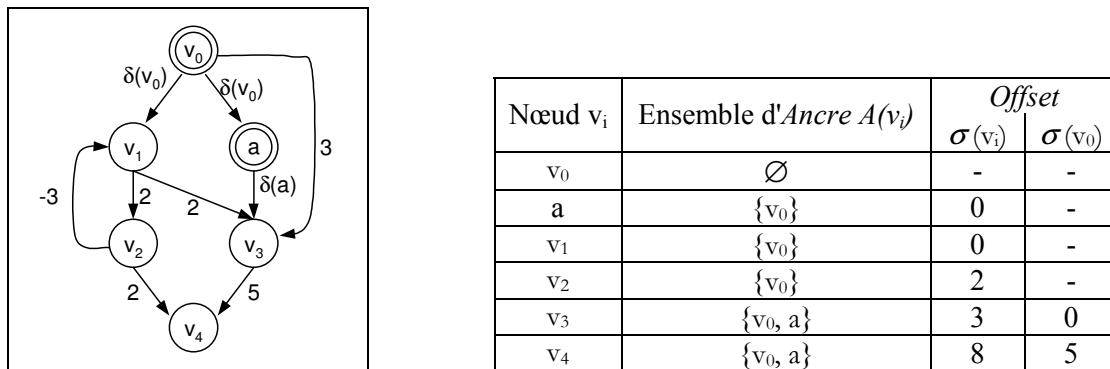 v0
δ(v0)
δ(v0)
v1
a
3
-3
2
2
δ(a)
v2
v3
2
5
v4
Nœud vi Ensemble d'Ancre A(vi) Offset
σ(vi) σ(v0)
v0 ∅ - -
a {v0} 0 -
v1 {v0} 0 -
v2 {v0} 2 -
v3 {v0, a} 3 0
v4 {v0, a} 8 5